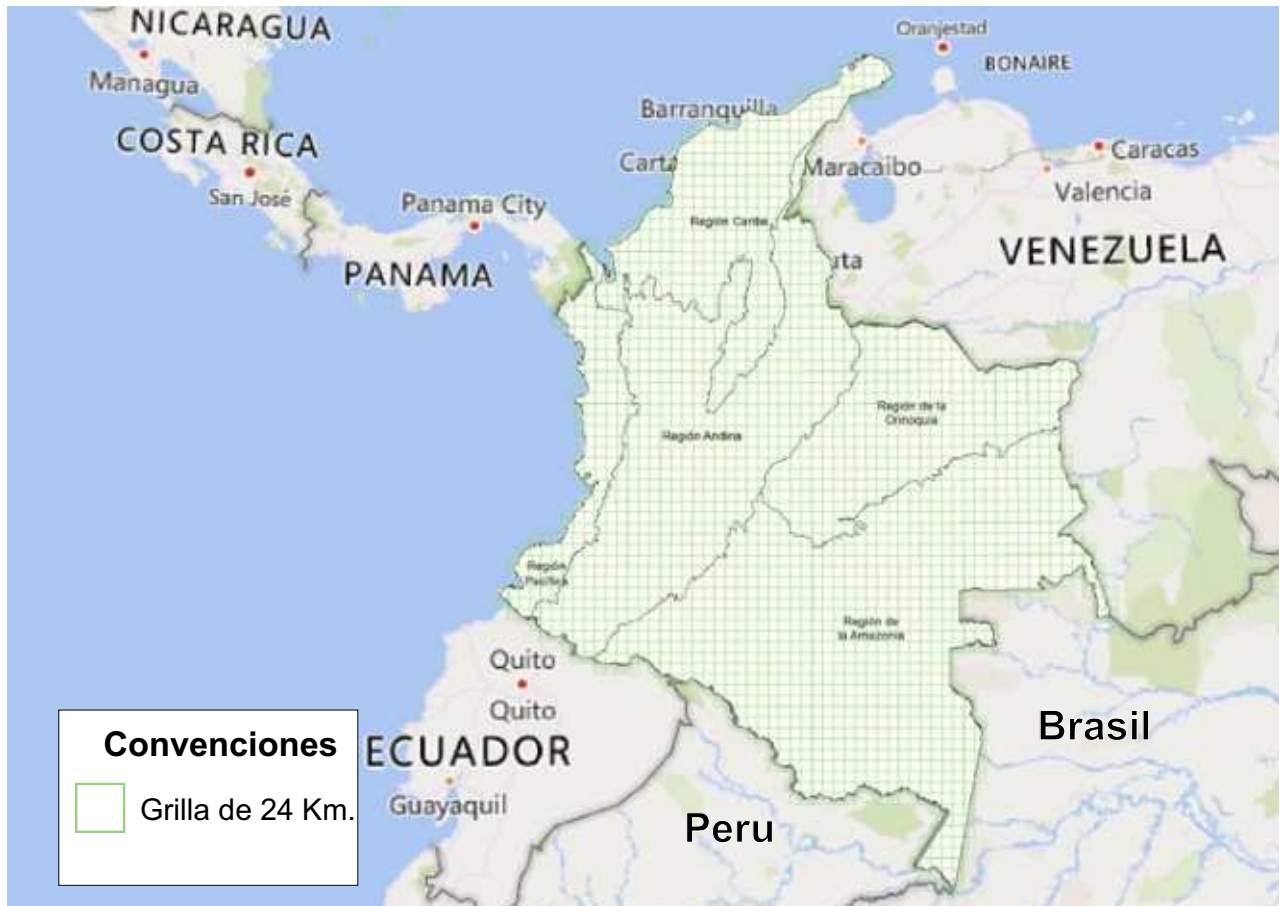 NICARAGUA
Managua
COSTA RICA
San José
Panama City
PANAMA
Oranjestad
BONAIRE
Barranquilla
Carta
Maracaibo
Caracas
Valencia
VENEZUELA
uta
Región Caribe
Región de la
Orinoquia
Región Andina
Región
Pacífica
Región de
la Amazonia
Quito
Quito
ECUADOR
Guayaquil
Brasil
Peru
Convenciones
Grilla de 24 Km.